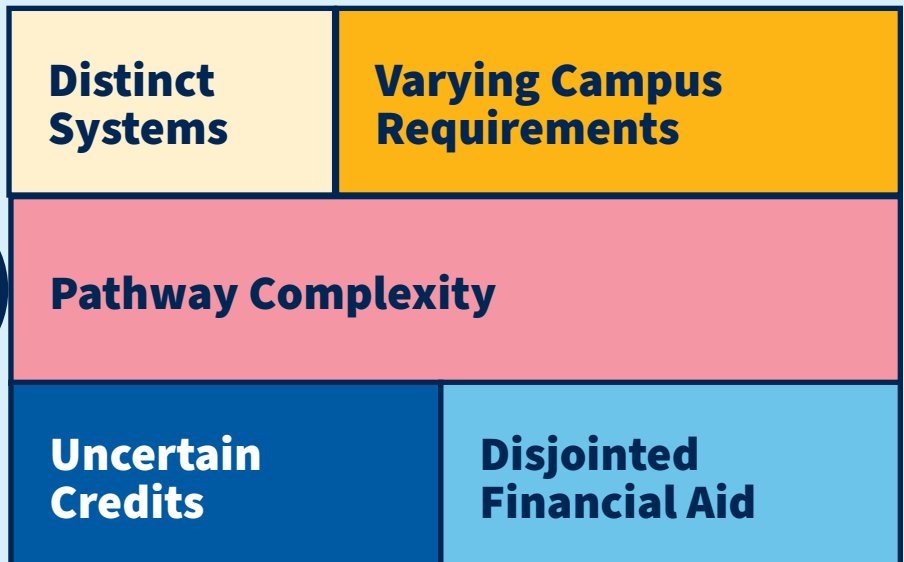 Distinct
Systems
Varying Campus
Requirements
Pathway Complexity
Uncertain
Credits
Disjointed
Financial Aid